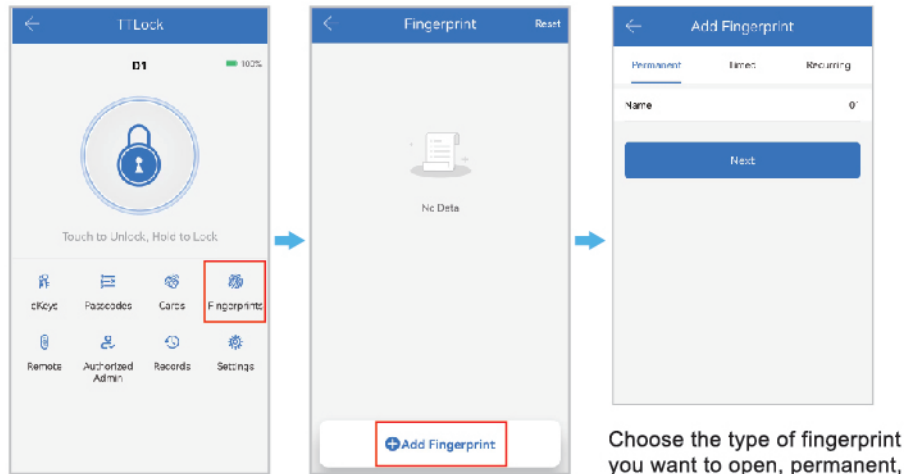 TTLock
D1
100%
Touch to Unlock, Hold to Lock
eKeys Passcodes Cards Fingerprints
Remote Authorized Admin Records Settings
Fingerprint Reset
No Data
Add Fingerprint
Add Fingerprint
Permanent Timed Recurring
Name 01
Next
Choose the type of fingerprint
you want to open, permanent,